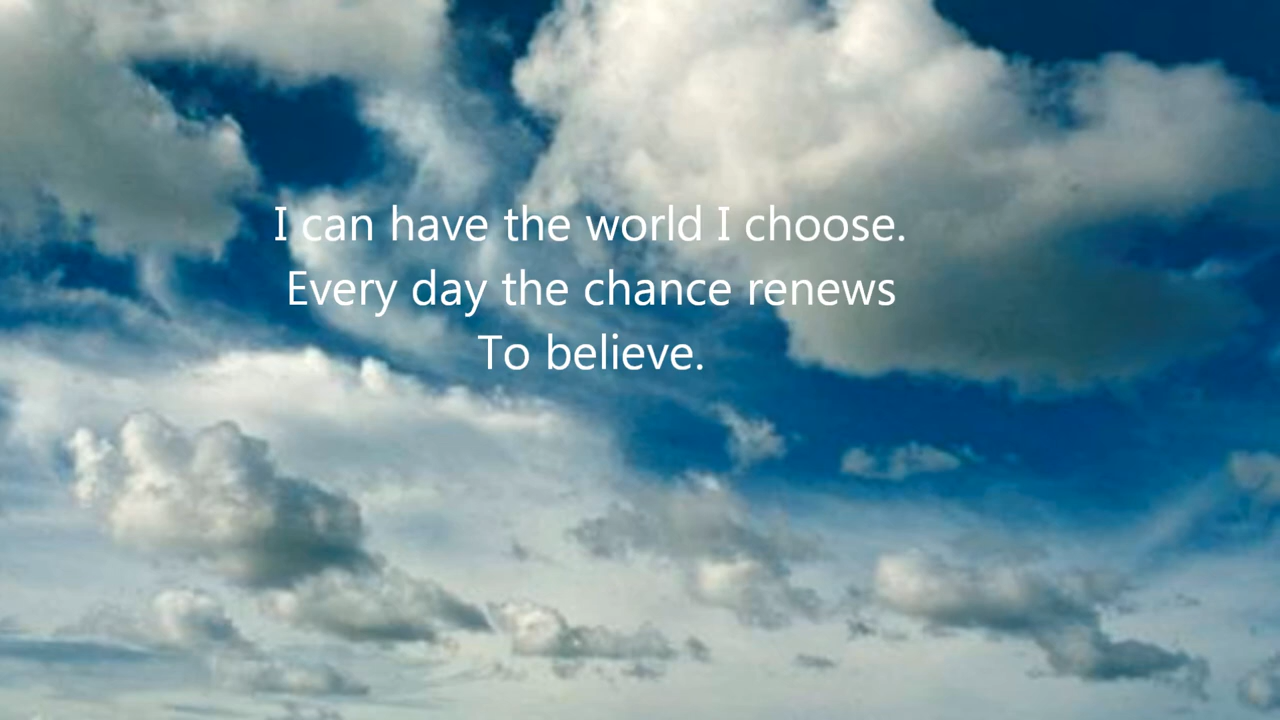 I can have the world I choose.
Every day the chance renews
To believe.